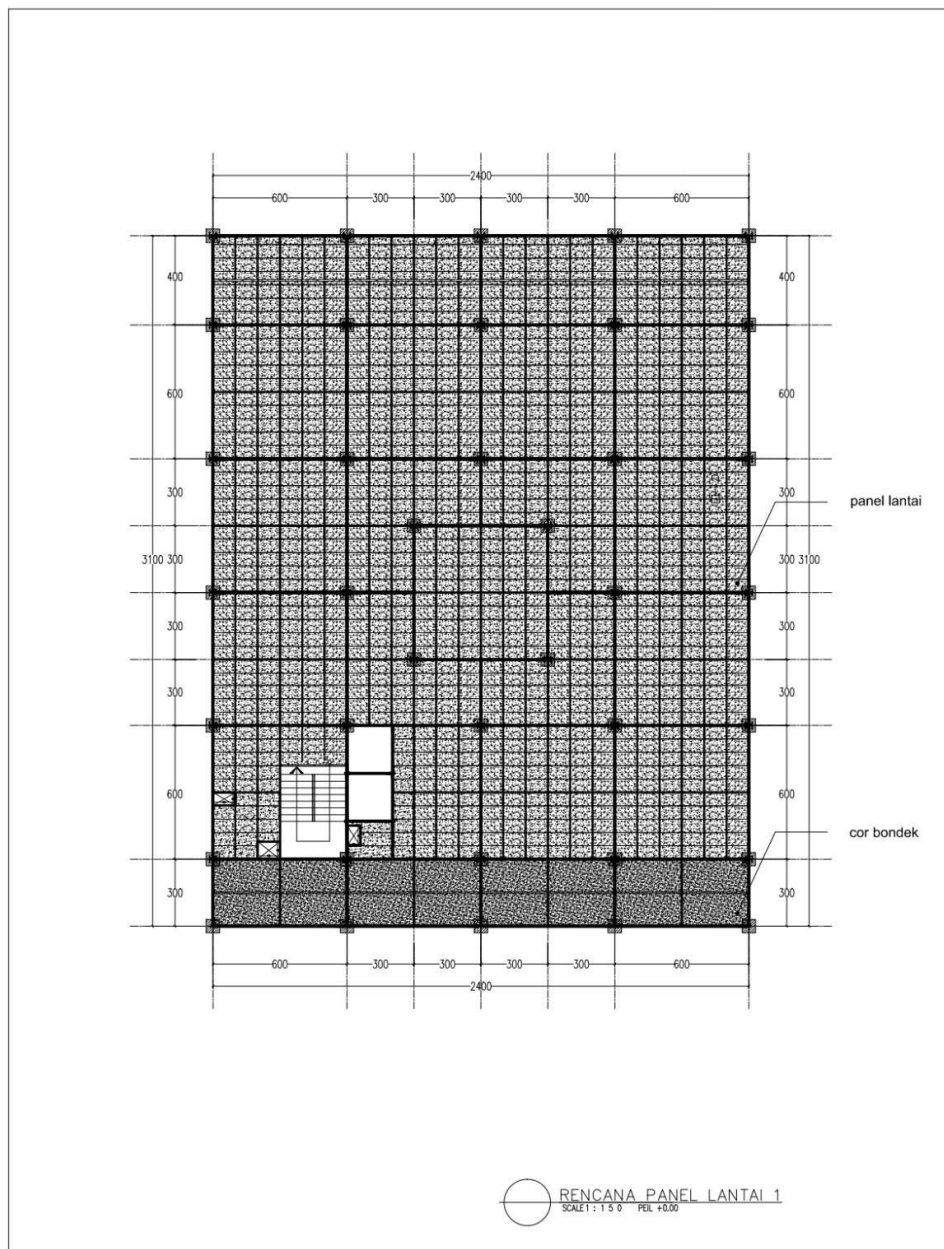 2400
600 300 300 300 300 600
400 400
600 600
300 300
panel lantai
3100 300 300 3100
300 300
300 300
600 600
cor bondek
300 300
600 300 300 300 300 600
2400
RENCANA PANEL LANTAI 1
SCALE 1 : 1 5 0 PEIL +0.00